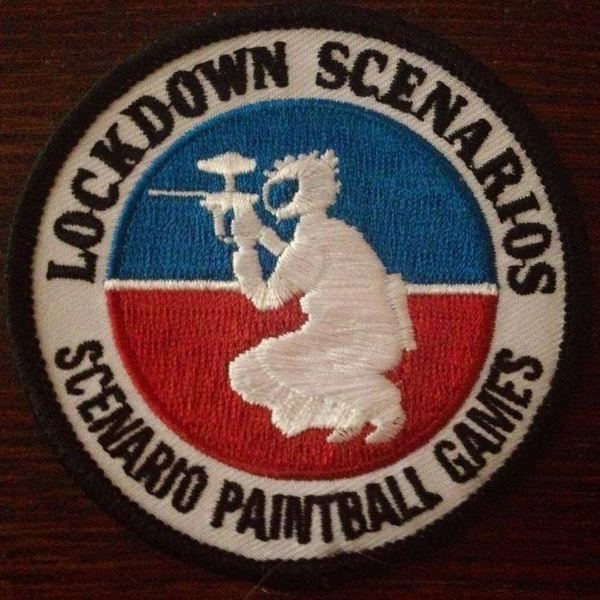 LOCKDOWN SCENARIOS
SCENARIO PAINTBALL GAMES